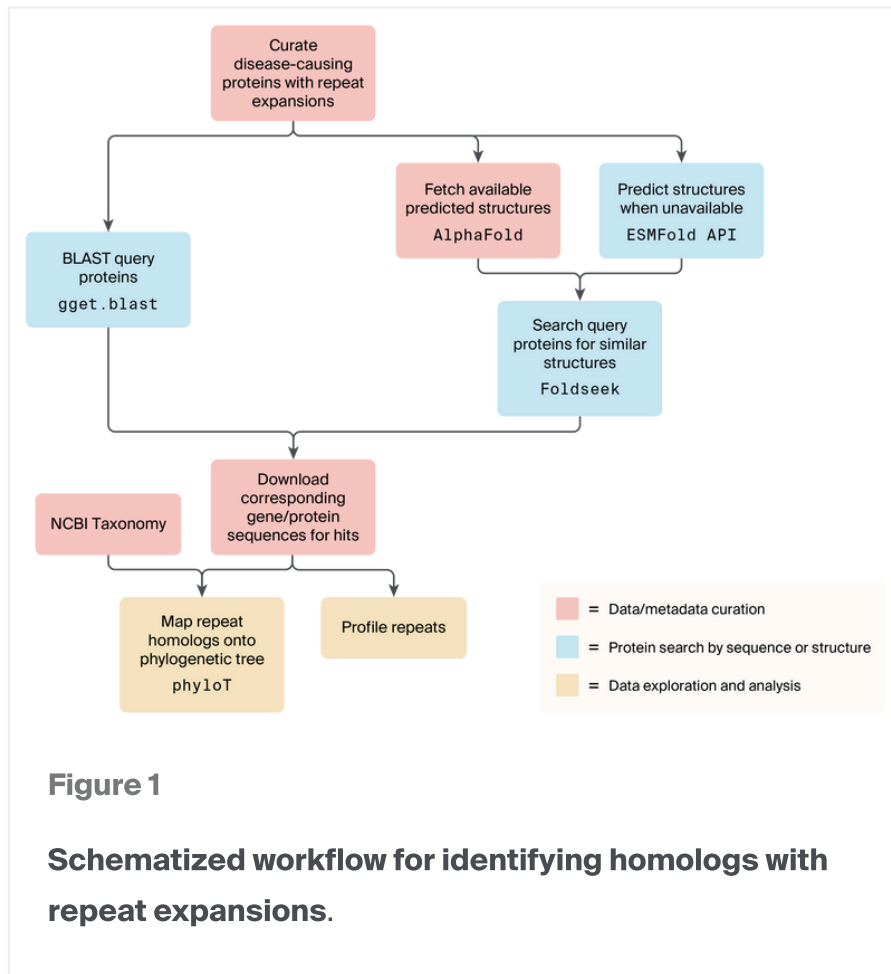 Curate
disease-causing
proteins with repeat
expansions
Fetch available
predicted structures
AlphaFold
Predict structures
when unavailable
ESMFold API
BLAST query
proteins
gget.blast
Search query
proteins for similar
structures
Foldseek
Download
corresponding
gene/protein
sequences for hits
NCBI Taxonomy
Map repeat
homologs onto
phylogenetic tree
phyloT
Profile repeats
= Data/metadata curation
= Protein search by sequence or structure
= Data exploration and analysis
Figure 1
Schematized workflow for identifying homologs with
repeat expansions.